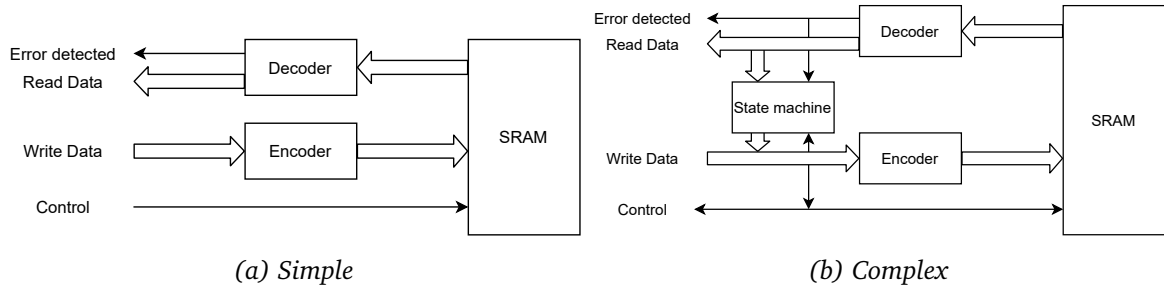 Error detected
Read Data
Decoder
Write Data
Encoder
SRAM
Control
(a) Simple
Error detected
Read Data
Decoder
State machine
SRAM
Write Data
Encoder
Control
(b) Complex